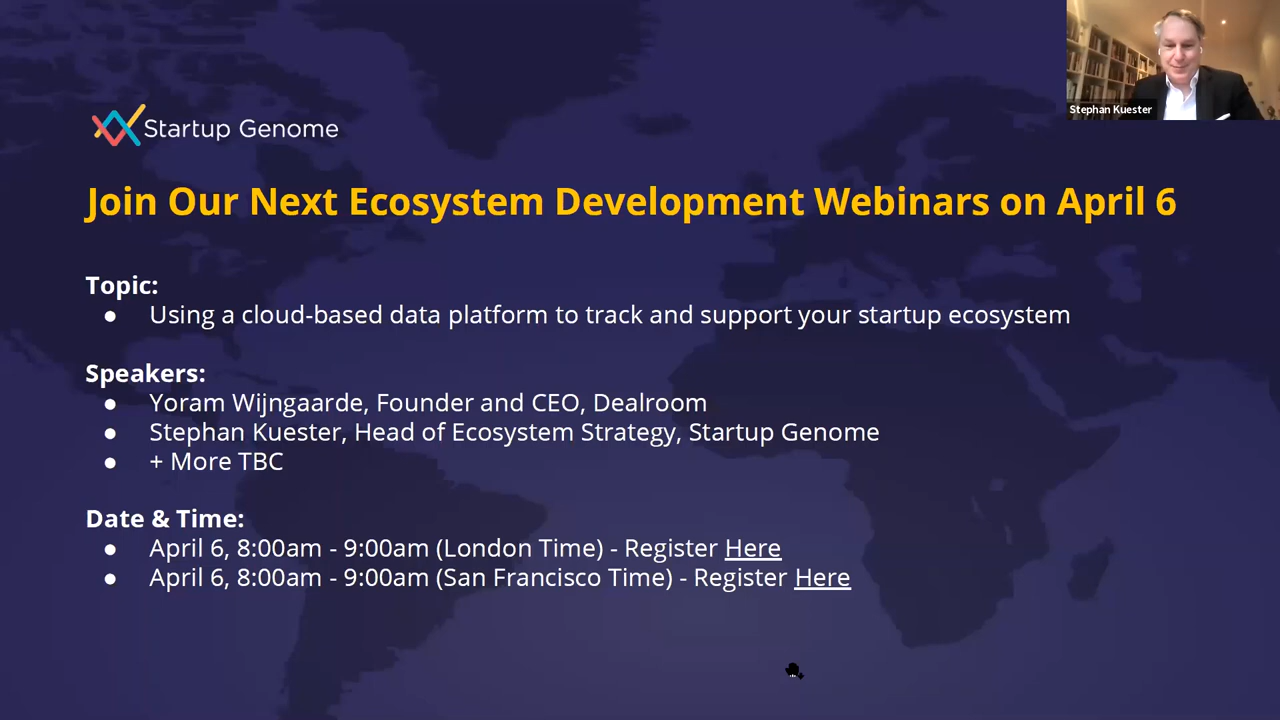 Stephan Kuester
Startup Genome
Join Our Next Ecosystem Development Webinars on April 6
Topic:
● Using a cloud-based data platform to track and support your startup ecosystem
Speakers:
● Yoram Wijngaarde, Founder and CEO, Dealroom
● Stephan Kuester, Head of Ecosystem Strategy, Startup Genome
● + More TBC
Date & Time:
● April 6, 8:00am - 9:00am (London Time) - Register Here
● April 6, 8:00am - 9:00am (San Francisco Time) - Register Here